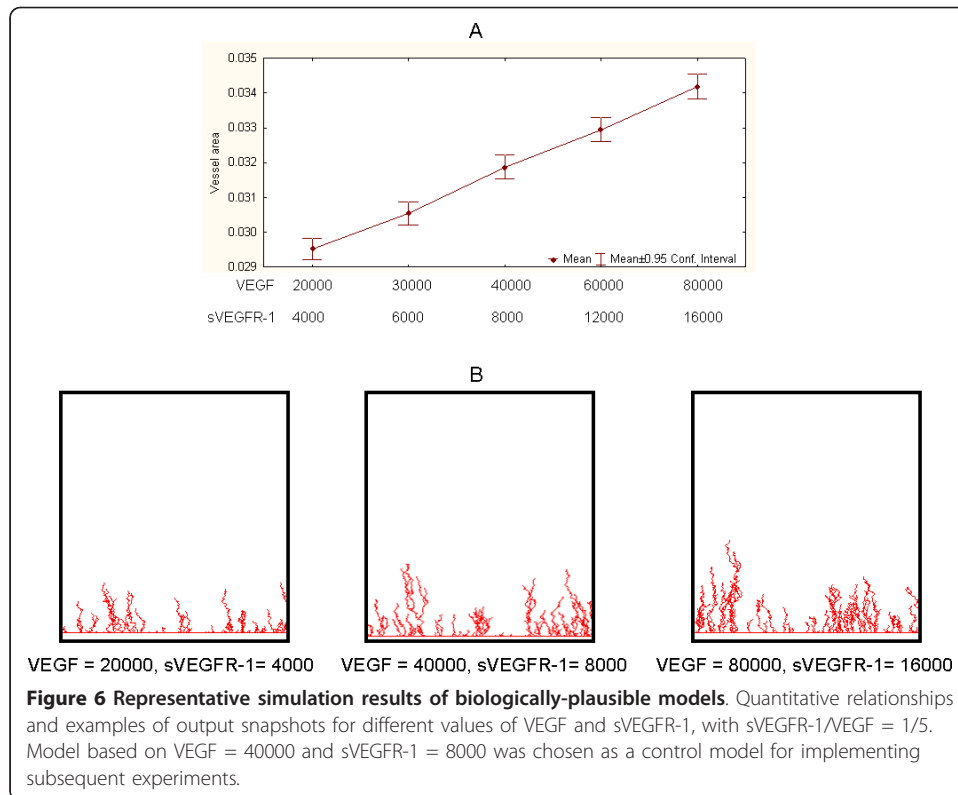 A
0.035
0.034
0.033
0.032
0.031
0.030
0.029
Vessel area
Mean Mean±0.95 Conf. Interval
VEGF 20000 30000 40000 60000 80000
sVEGFR-1 4000 6000 8000 12000 16000
B
VEGF = 20000, sVEGFR-1= 4000 VEGF = 40000, sVEGFR-1= 8000 VEGF = 80000, sVEGFR-1= 16000
Figure 6 Representative simulation results of biologically-plausible models. Quantitative relationships
and examples of output snapshots for different values of VEGF and sVEGFR-1, with sVEGFR-1/VEGF = 1/5.
Model based on VEGF = 40000 and sVEGFR-1 = 8000 was chosen as a control model for implementing
subsequent experiments.